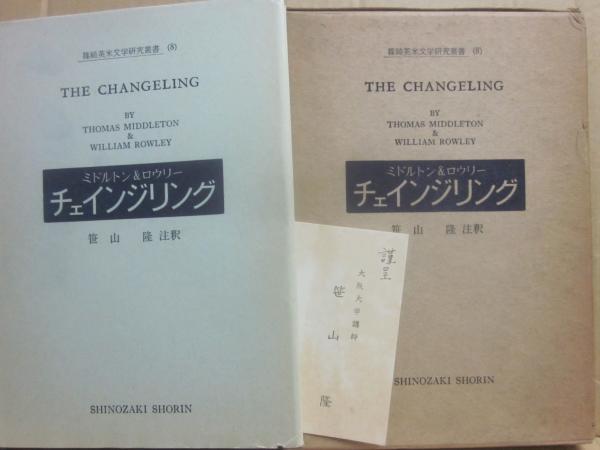 篠崎英米文学研究叢書 (8)
THE CHANGELING
BY
THOMAS MIDDLETON
&
WILLIAM ROWLEY
ミドルトン&ロウリー
チェインジリング
笹山 隆 注釈
SHINOZAKI SHORIN
篠崎英米文学研究叢書 (8)
THE CHANGELING
BY
THOMAS MIDDLETON
&
WILLIAM ROWLEY
ミドルトン&ロウリー
チェインジリング
笹山 隆 注釈
SHINOZAKI SHORIN
謹呈
大阪大学講師
笹山 隆